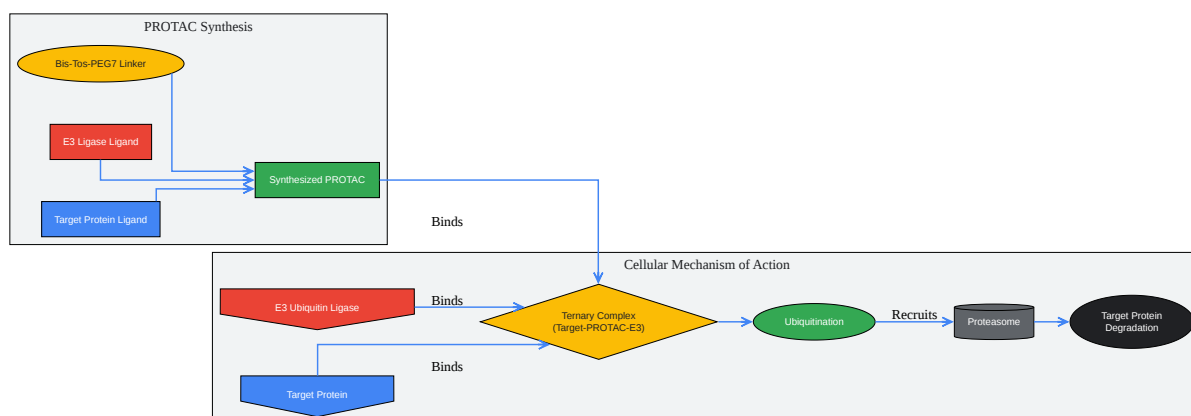 PROTAC Synthesis
Bis-Tos-PEG7 Linker
E3 Ligase Ligand
Synthesized PROTAC
Target Protein Ligand
Binds
Cellular Mechanism of Action
E3 Ubiquitin Ligase
Binds
Ternary Complex
(Target-PROTAC-E3)
Ubiquitination
Recruits
Proteasome
Target Protein
Degradation
Binds
Target Protein